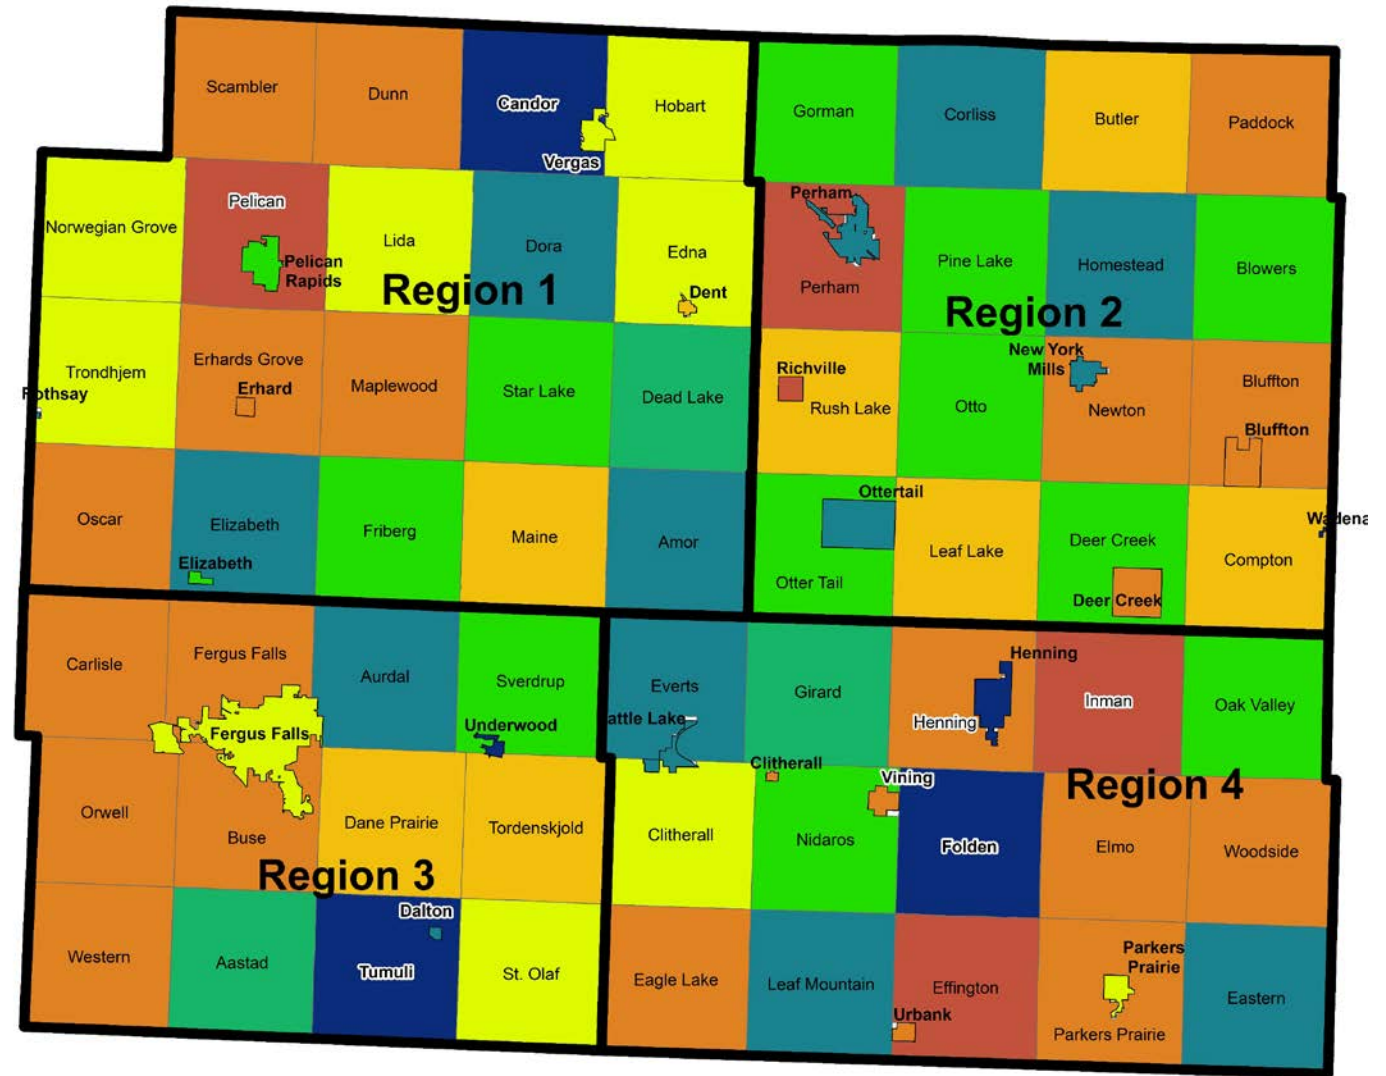 Scambler
Dunn
Candor
Hobart
Vergas
Gorman
Corliss
Butler
Paddock
Norwegian Grove
Pelican
Pelican
Rapids
Lida
Dora
Edna
Dent
Region 1
Perham
Perham
Pine Lake
Homestead
Blowers
Region 2
Trondhjem
Rothsay
Erhards Grove
Erhard
Maplewood
Star Lake
Dead Lake
Richville
Rush Lake
Otto
New York
Mills
Newton
Bluffton
Bluffton
Oscar
Elizabeth
Elizabeth
Friberg
Maine
Amor
Ottertail
Otter Tail
Leaf Lake
Deer Creek
Deer Creek
Wadena
Compton
Carlisle
Fergus Falls
Fergus Falls
Aurdal
Sverdrup
Underwood
Everts
attle Lake
Girard
Henning
Henning
Inman
Oak Valley
Orwell
Buse
Dane Prairie
Tordenskjold
Region 3
Clitherall
Clitherall
Nidaros
Vining
Folden
Elmo
Woodside
Region 4
Western
Aastad
Tumuli
Dalton
St. Olaf
Eagle Lake
Leaf Mountain
Effington
Urbank
Parkers
Prairie
Parkers Prairie
Eastern